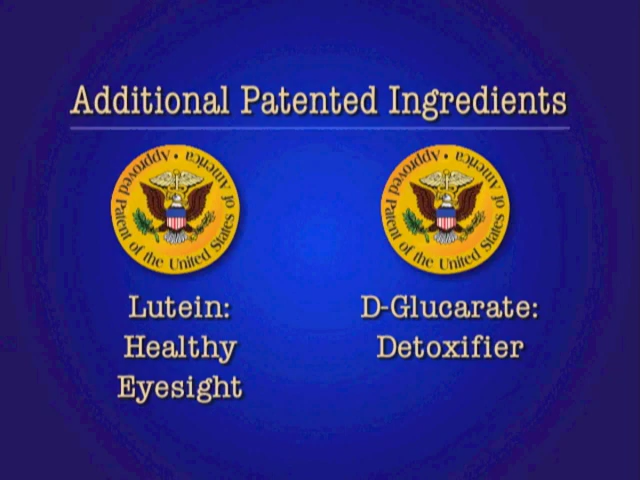 Additional Patented Ingredients
Approved Patent of the United States of America •
Approved Patent of the United States of America •
Lutein:
Healthy
Eyesight
D-Glucarate:
Detoxifier